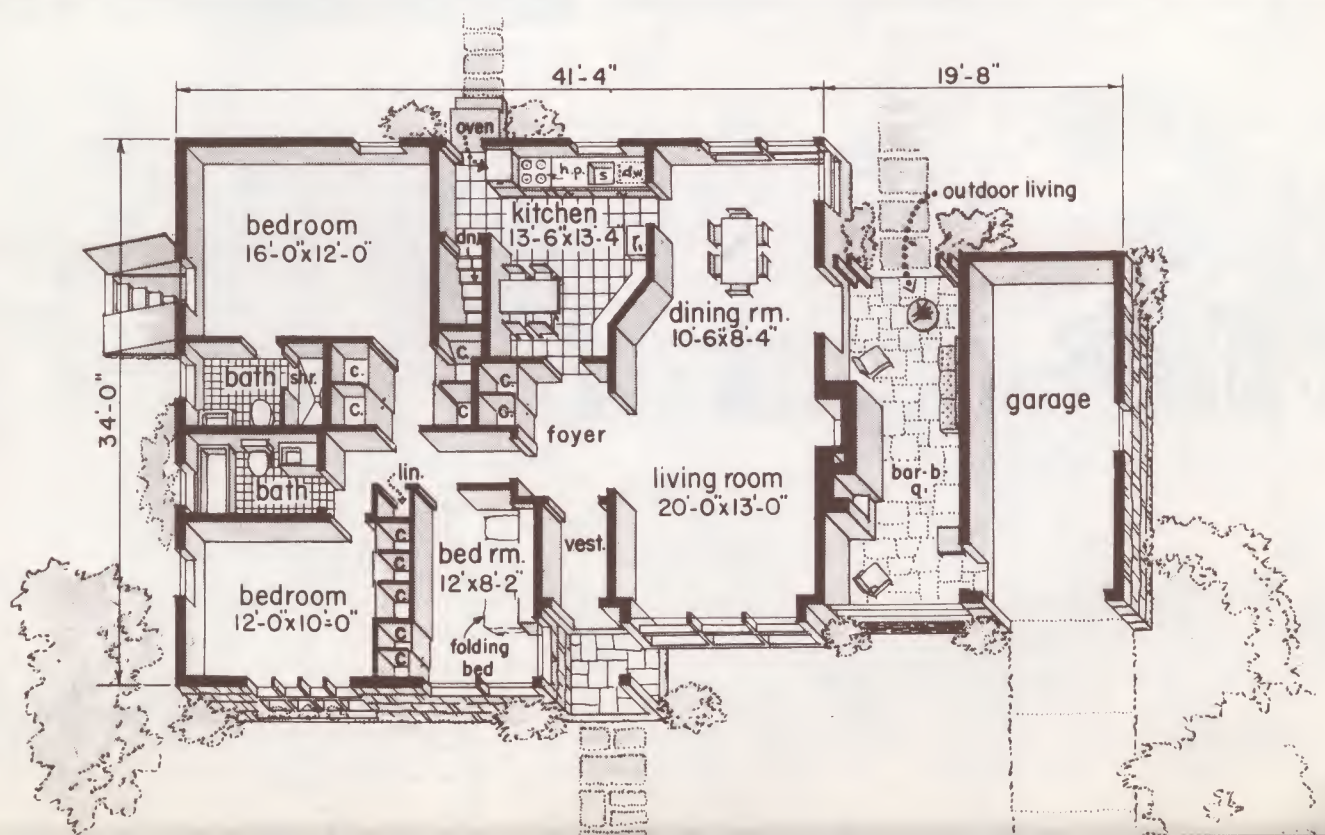 41'-4"
19'-8"
oven
h.p.
s
d.w
outdoor living
bedroom
16'-0"x12'-0"
kitchen
13'-6"x13'-4"
dn.
r.
dining rm.
10'-6"x8'-4"
34'-0"
bath
shr.
c.
c.
c.
c
c.
c.
garage
foyer
bath
lin.
living room
20'-0"x13'-0"
bar-b
q.
bedroom
12'-0"x10'-0"
c
c
c
c
c
bed rm.
12'x8'-2"
vest.
folding
bed